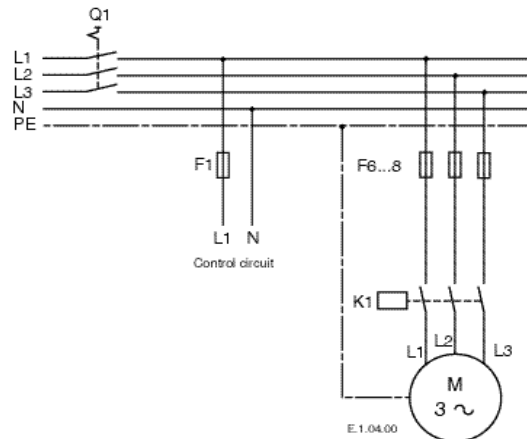 Q1
L1
L2
L3
N
PE
F1
F6...8
L1 N
Control circuit
K1
L1
L2
L3
M
3 ~
E.1.04.00